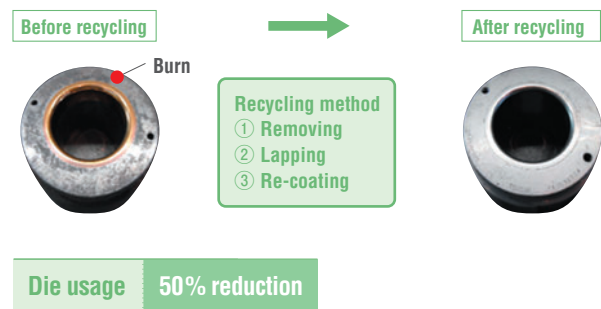 Before recycling
After recycling
Burn
Recycling method
① Removing
② Lapping
③ Re-coating
Die usage
50% reduction